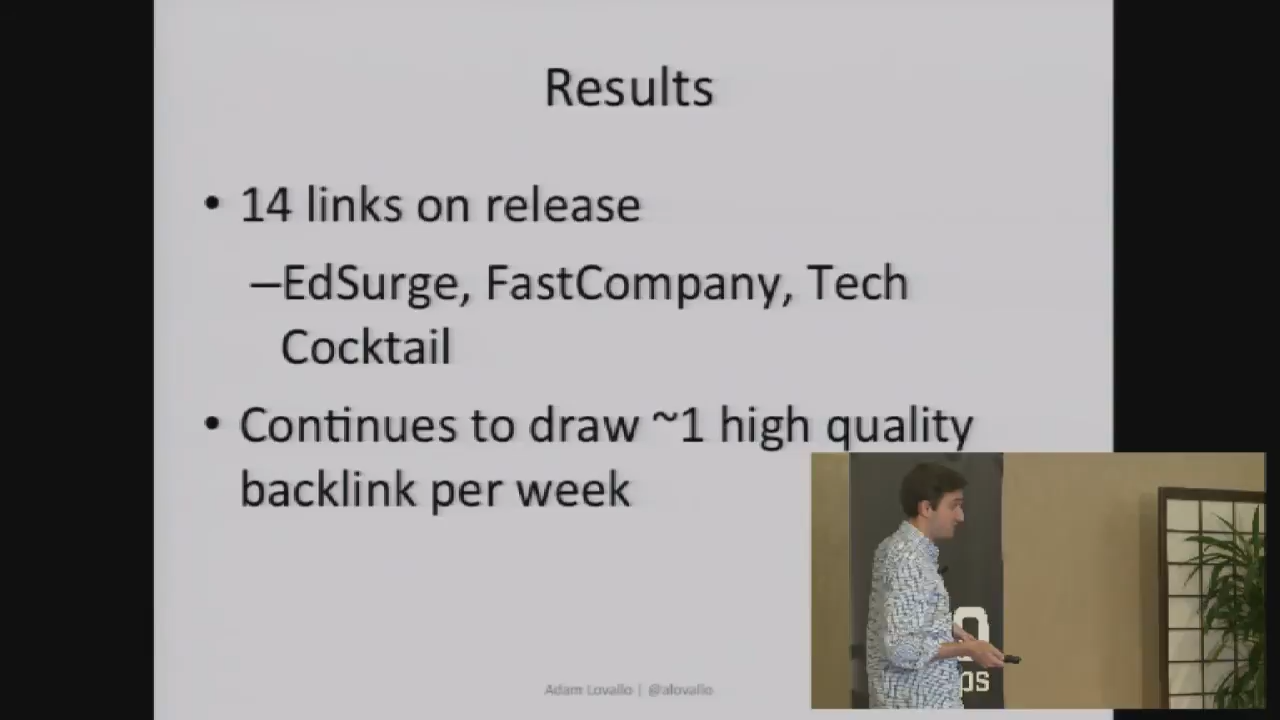 Results
• 14 links on release
–EdSurge, FastCompany, Tech
Cocktail
• Continues to draw ~1 high quality
backlink per week
Adam Lovallo | @alovallo